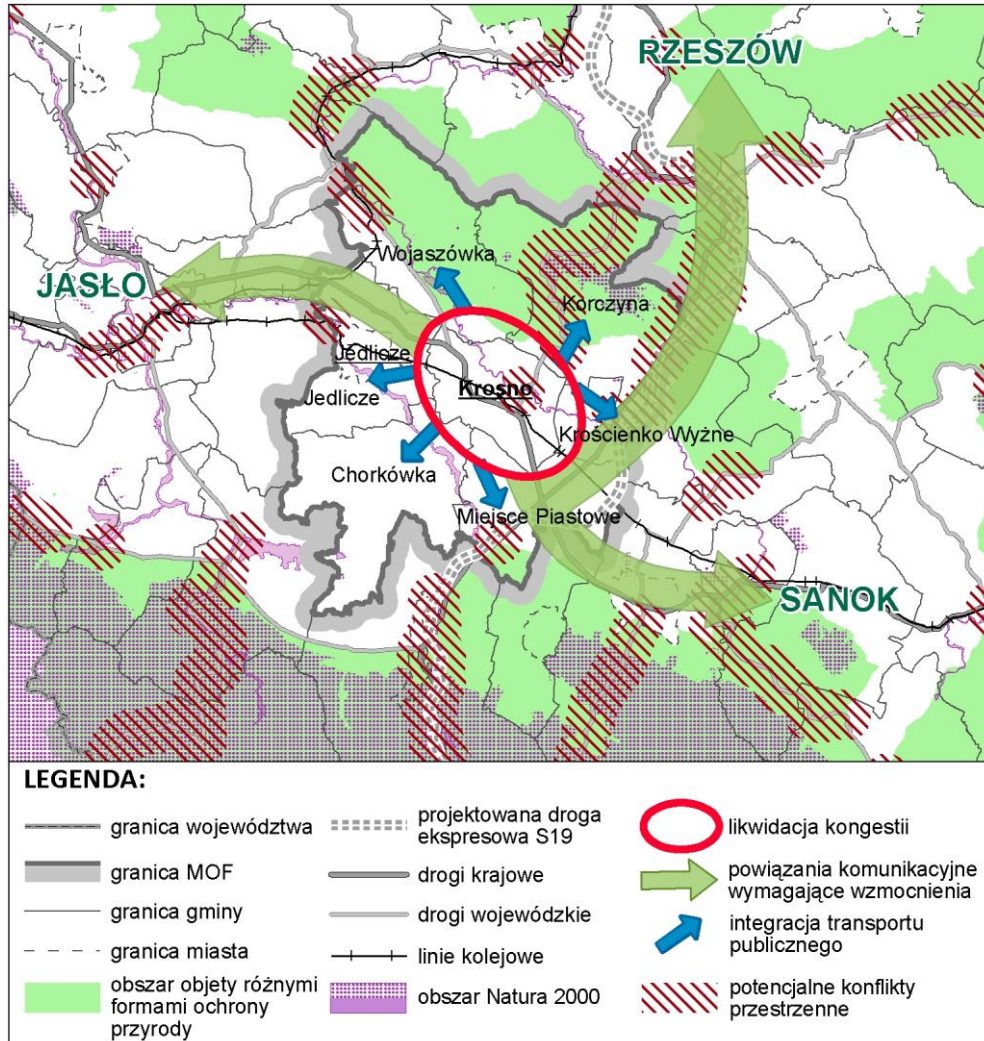 RZESZÓW
JASŁO
Wojaszówka
Korczyna
Jedlicze
Krosno
Jedlicze
Krościenko Wyżne
Chorkówka
Miejsce Piastowe
SANOK
LEGENDA:
granica województwa
granica MOF
granica gminy
granica miasta
obszar objęty różnymi
formami ochrony
przyrody
projektowana droga
ekspresowa S19
drogi krajowe
drogi wojewódzkie
linie kolejowe
obszar Natura 2000
likwidacja kongestii
powiązania komunikacyjne
wymagające wzmocnienia
integracja transportu
publicznego
potencjalne konflikty
przestrzenne